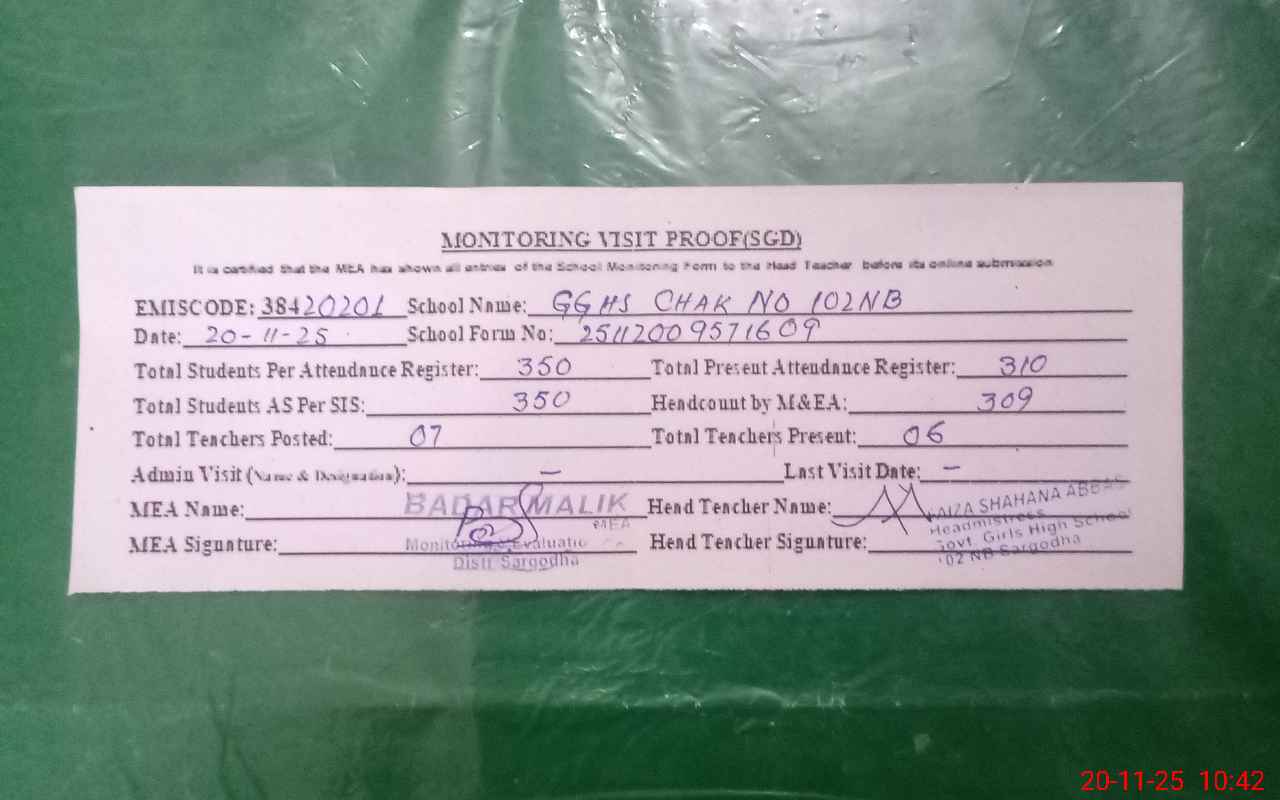 MONITORING VISIT PROOF(SGD)
It is certified that the MEA has shown all entries of the School Monitoring Form to the Head Teacher before its online submission
EMISCODE: 38420201 School Name: GGHS CHAK NO 102NB
Date: 20-11-25 School Form No: 25112009571609
Total Students Per Attendance Register: 350 Total Present Attendance Register: 310
Total Students AS Per SIS: 350 Headcount by M&EA: 309
Total Teachers Posted: 07 Total Teachers Present: 06
Admin Visit (Name & Designation): — Last Visit Date: —
MEA Name: BADAR MALIK Head Teacher Name: FAIZA SHAHANA ABBAS
MEA
Headmistress
MEA Signature: Monitoring & Evaluatio Head Teacher Signature: Govt. Girls High School
Distt Sargodha 102 NB Sargodha
20-11-25 10:42